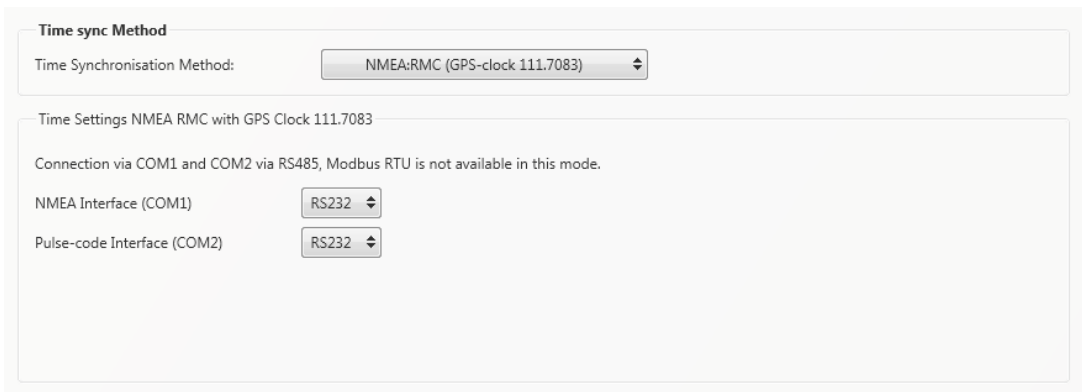 Time sync Method
Time Synchronisation Method: NMEA:RMC (GPS-clock 111.7083)
Time Settings NMEA RMC with GPS Clock 111.7083
Connection via COM1 and COM2 via RS485, Modbus RTU is not available in this mode.
NMEA Interface (COM1) RS232
Pulse-code Interface (COM2) RS232